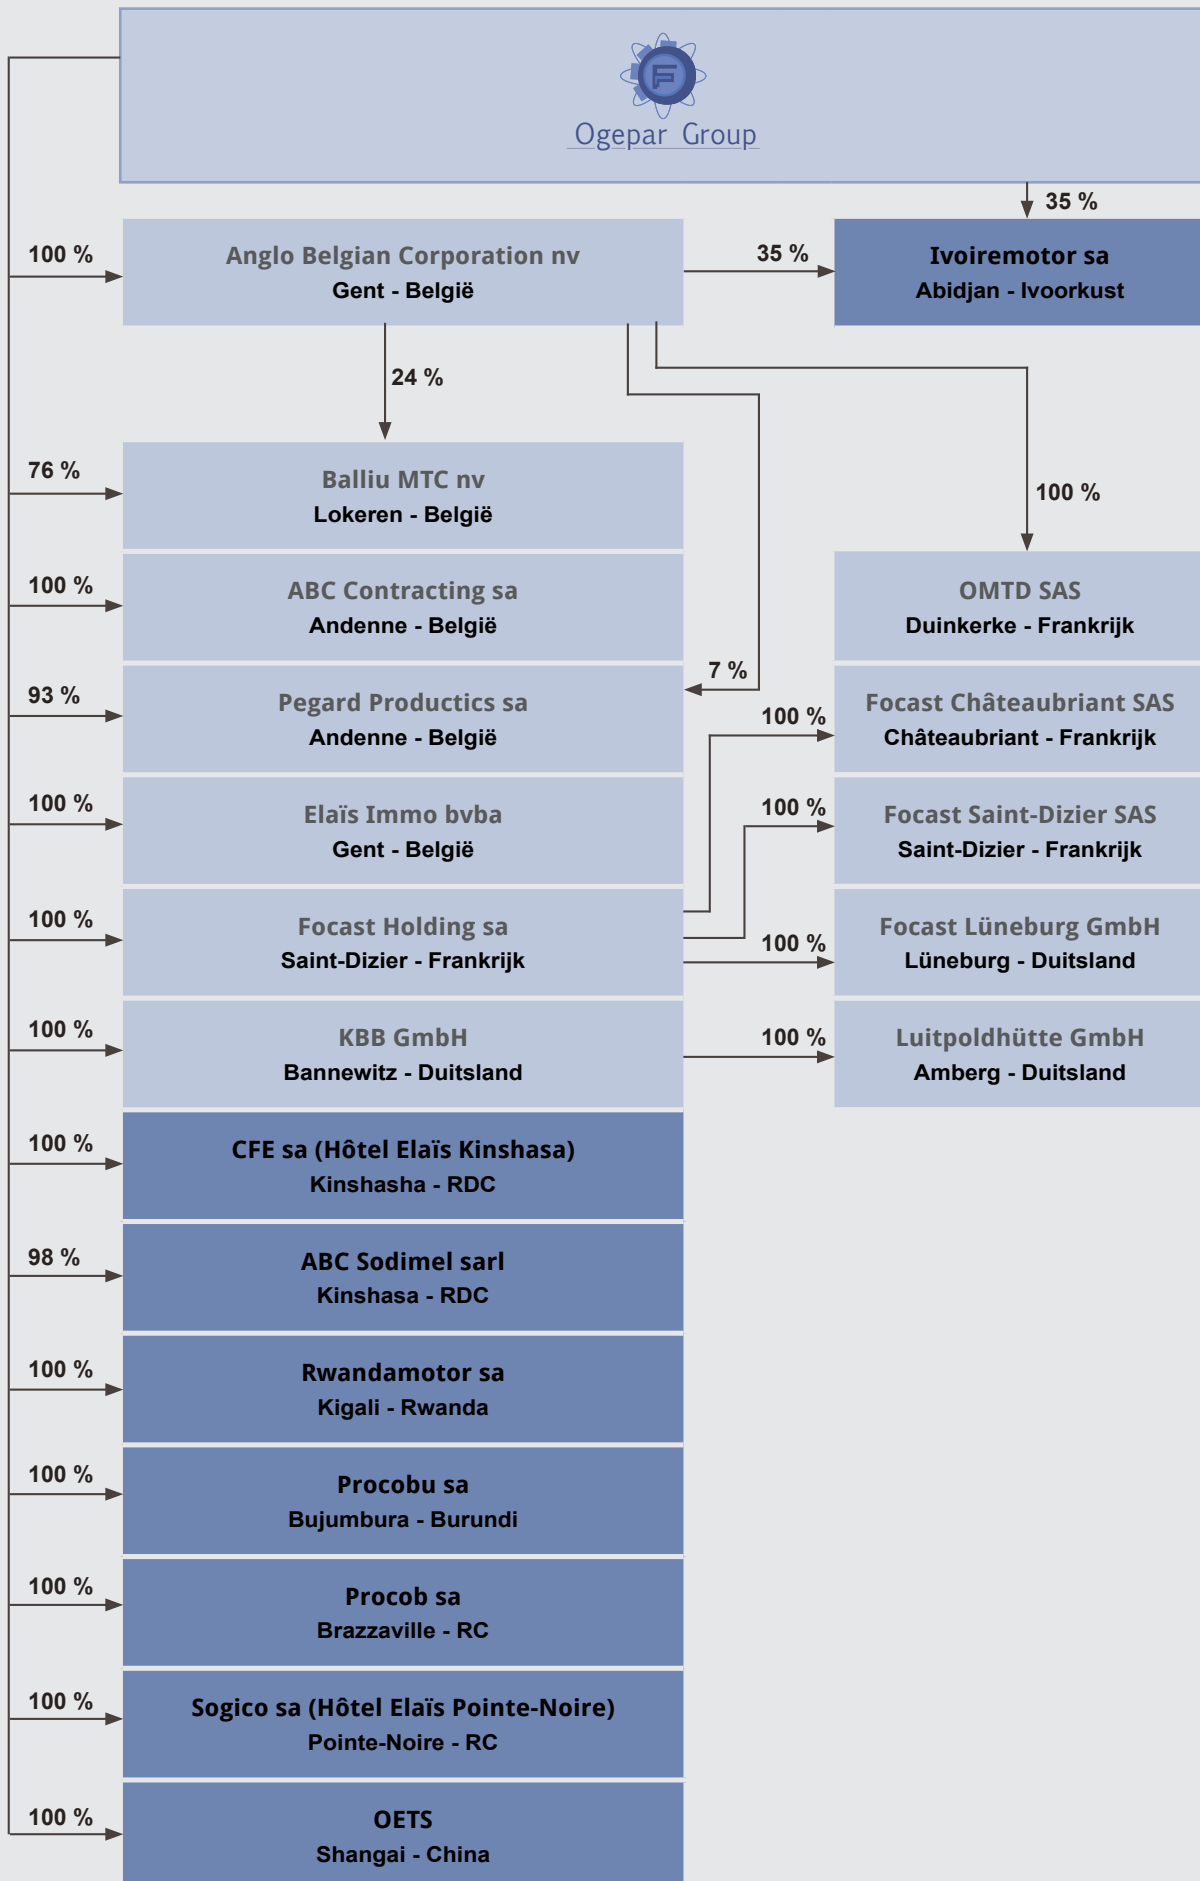 Ogepar Group
35 %
100 %
Anglo Belgian Corporation nv
Gent - België
35 %
Ivoiremotor sa
Abidjan - Ivoorkust
24 %
76 %
Balliu MTC nv
Lokeren - België
100 %
100 %
ABC Contracting sa
Andenne - België
OMTD SAS
Duinkerke - Frankrijk
93 %
Pegard Productics sa
Andenne - België
7 %
100 %
Focast Châteaubriant SAS
Châteaubriant - Frankrijk
100 %
Elaïs Immo bvba
Gent - België
100 %
Focast Saint-Dizier SAS
Saint-Dizier - Frankrijk
100 %
Focast Holding sa
Saint-Dizier - Frankrijk
100 %
Focast Lüneburg GmbH
Lüneburg - Duitsland
100 %
KBB GmbH
Bannewitz - Duitsland
100 %
Luitpoldhütte GmbH
Amberg - Duitsland
100 %
CFE sa (Hôtel Elaïs Kinshasa)
Kinshasha - RDC
98 %
ABC Sodimel sarl
Kinshasa - RDC
100 %
Rwandamotor sa
Kigali - Rwanda
100 %
Procobu sa
Bujumbura - Burundi
100 %
Procob sa
Brazzaville - RC
100 %
Sogico sa (Hôtel Elaïs Pointe-Noire)
Pointe-Noire - RC
100 %
OETS
Shangai - China